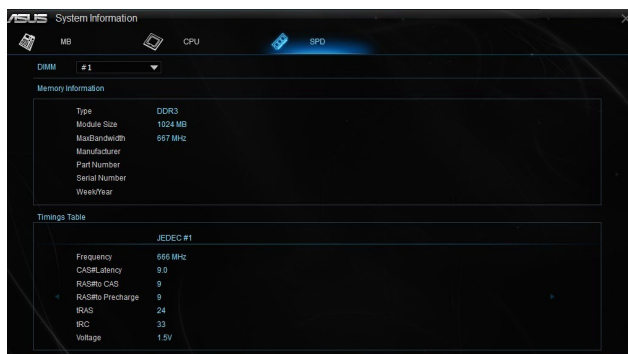 ASUS System Information
MB CPU SPD
DIMM #1
Memory Information
Type DDR3
Module Size 1024 MB
MaxBandwidth 667 MHz
Manufacturer
Part Number
Serial Number
Week/Year
Timings Table
JEDEC #1
Frequency 666 MHz
CAS#Latency 9.0
RAS#to CAS 9
RAS#to Precharge 9
tRAS 24
tRC 33
Voltage 1.5V